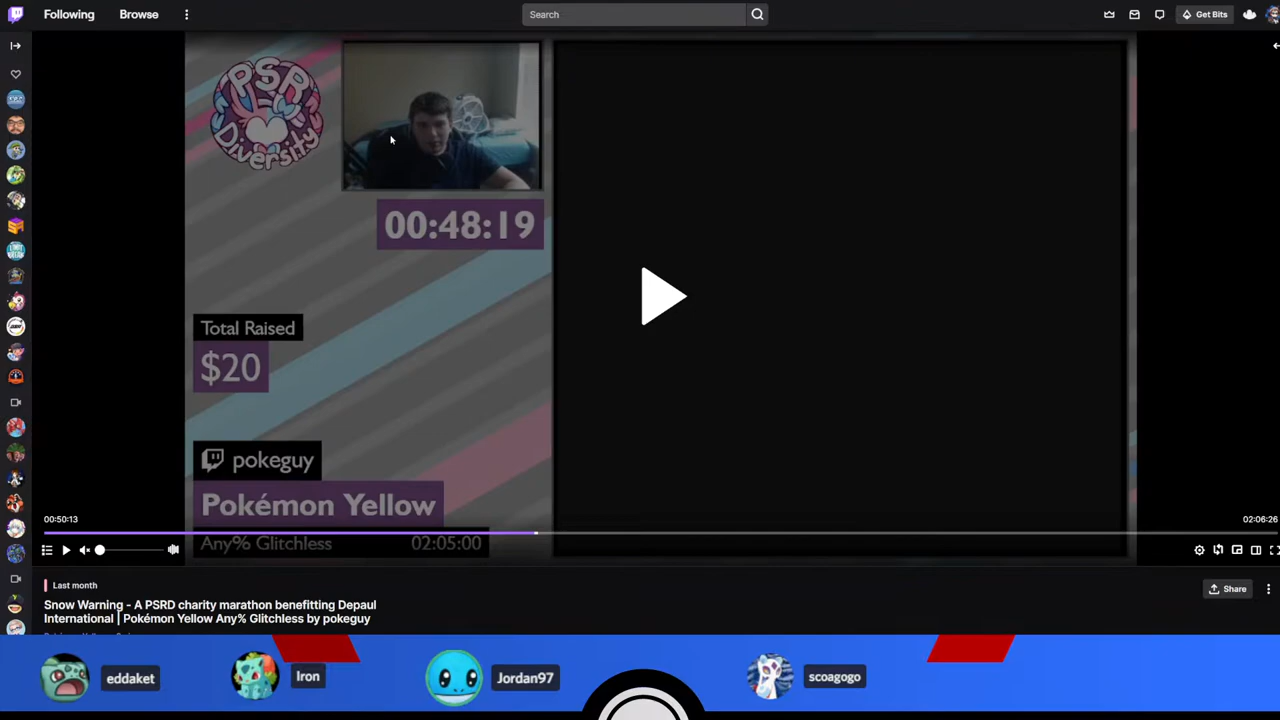 Following
Browse
Search
Get Bits
PSR
Diversity
00:48:19
Total Raised
$20
pokeguy
Pokémon Yellow
Any% Glitchless 02:05:00
00:50:13
02:06:26
Last month
Share
Snow Warning - A PSRD charity marathon benefitting Depaul
International | Pokémon Yellow Any% Glitchless by pokeguy
eddaket
Iron
Jordan97
scoagogo